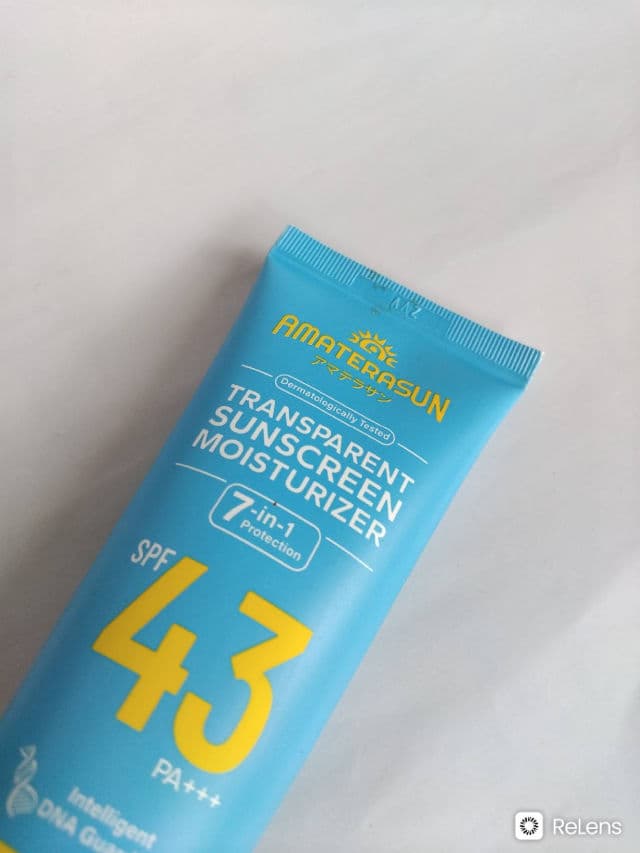 AMATERASUN
アマテラサン
Dermatologically Tested
TRANSPARENT
SUNSCREEN
MOISTURIZER
7-in-1
Protection
SPF
43
PA+++
Intelligent
DNA
ReLens